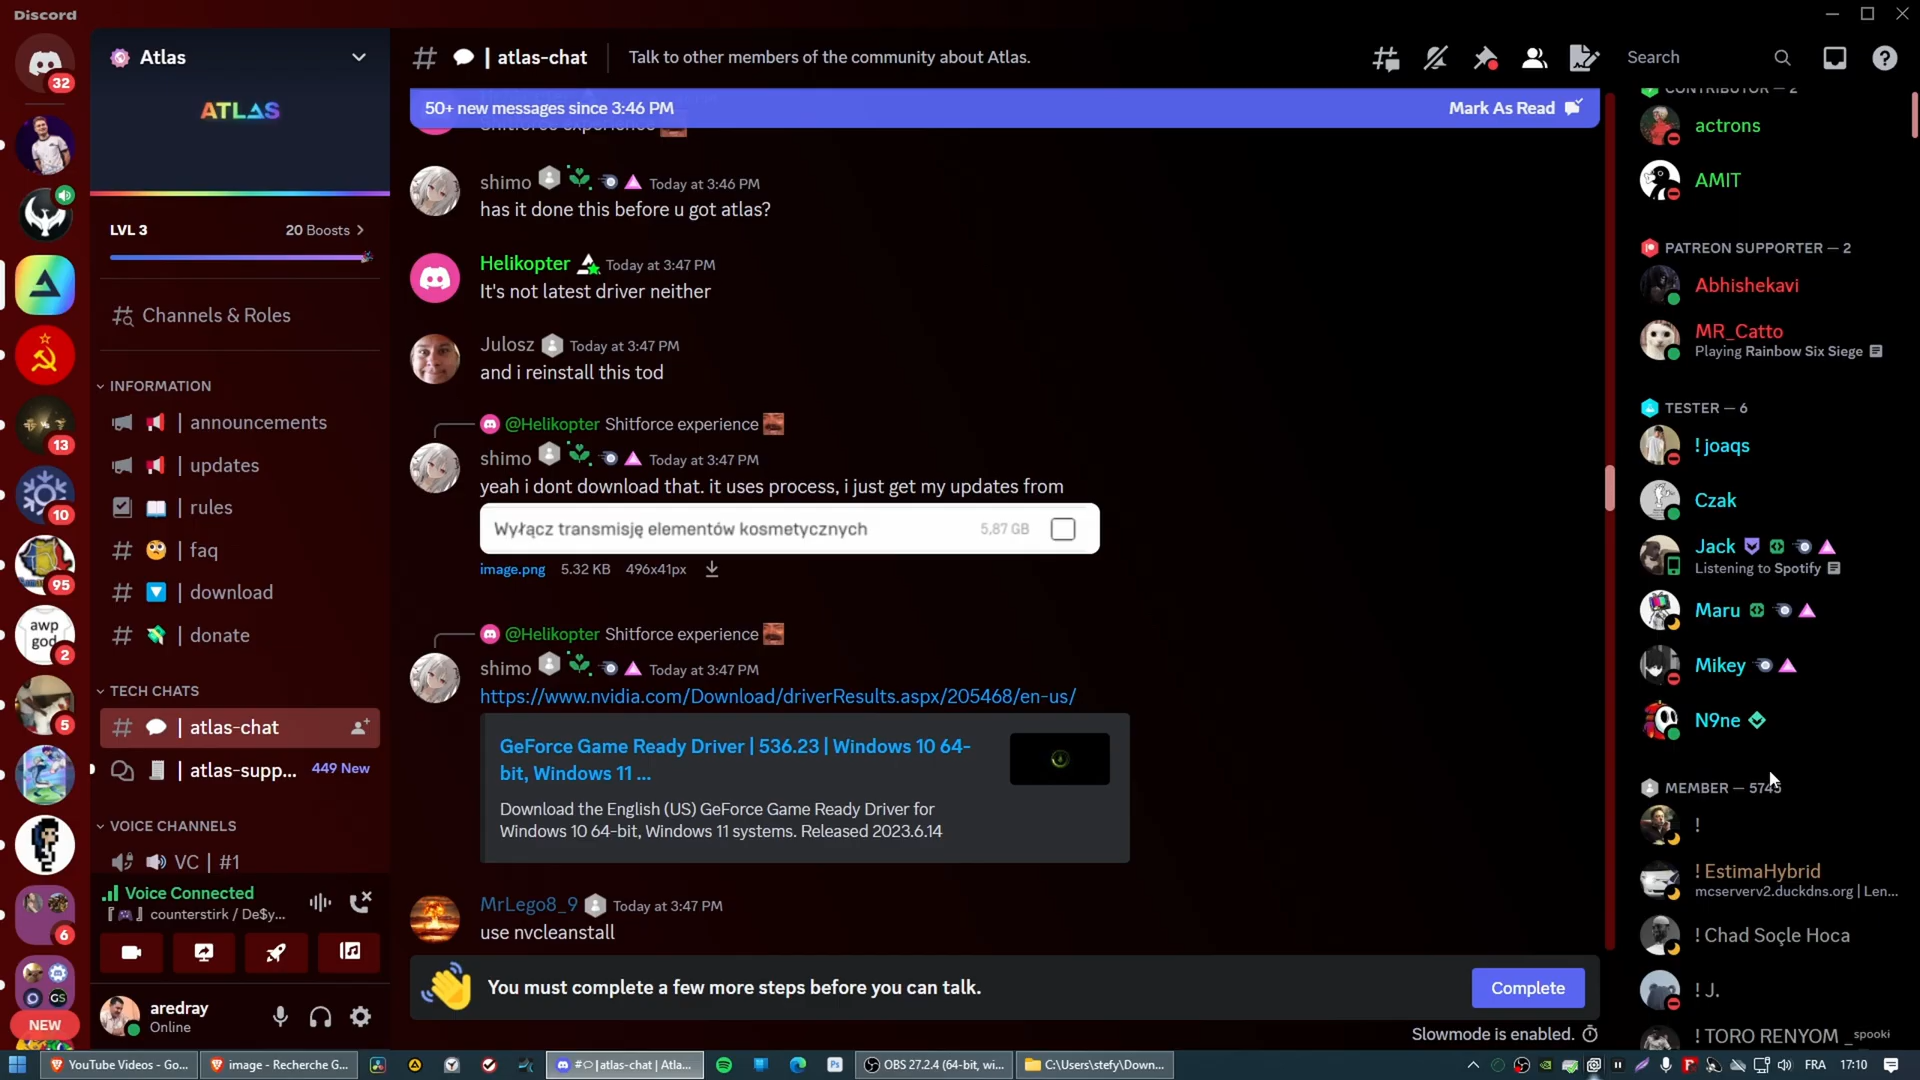 Discord
32
Atlas
ATLAS
LVL 3
20 Boosts
Channels & Roles
INFORMATION
| announcements
| updates
| rules
| faq
| download
| donate
TECH CHATS
| atlas-chat
| atlas-supp... 449 New
VOICE CHANNELS
VC | #1
Voice Connected
counterstirk / De$y...
aredray
Online
13
10
95
awp
god
2
5
6
GS
NEW
| atlas-chat
Talk to other members of the community about Atlas.
Search
50+ new messages since 3:46 PM
Mark As Read
shimo Today at 3:46 PM
has it done this before u got atlas?
Helikopter Today at 3:47 PM
It's not latest driver neither
Julosz Today at 3:47 PM
and i reinstall this tod
@Helikopter Shitforce experience
shimo Today at 3:47 PM
yeah i dont download that. it uses process, i just get my updates from
Wyłącz transmisję elementów kosmetycznych 5,87 GB
image.png 5.32 KB 496x41px
@Helikopter Shitforce experience
shimo Today at 3:47 PM
https://www.nvidia.com/Download/driverResults.aspx/205468/en-us/
GeForce Game Ready Driver | 536.23 | Windows 10 64-
bit, Windows 11 ...
Download the English (US) GeForce Game Ready Driver for
Windows 10 64-bit, Windows 11 systems. Released 2023.6.14
MrLego8_9 Today at 3:47 PM
use nvcleanstall
You must complete a few more steps before you can talk.
Complete
Slowmode is enabled.
CONTRIBUTOR — 2
actrons
AMIT
PATREON SUPPORTER — 2
Abhishekavi
MR_Catto
Playing Rainbow Six Siege
TESTER — 6
! joaqs
Czak
Jack
Listening to Spotify
Maru
Mikey
N9ne
MEMBER — 5745
!
! EstimaHybrid
mcserverv2.duckdns.org | Len...
! Chad Soçle Hoca
! J.
! TORO RENYOM _ spooki
YouTube Videos - Go...
image - Recherche G...
| atlas-chat | Atla...
Ps
OBS 27.2.4 (64-bit, wi...
C:\Users\stefy\Down...
FRA
17:10